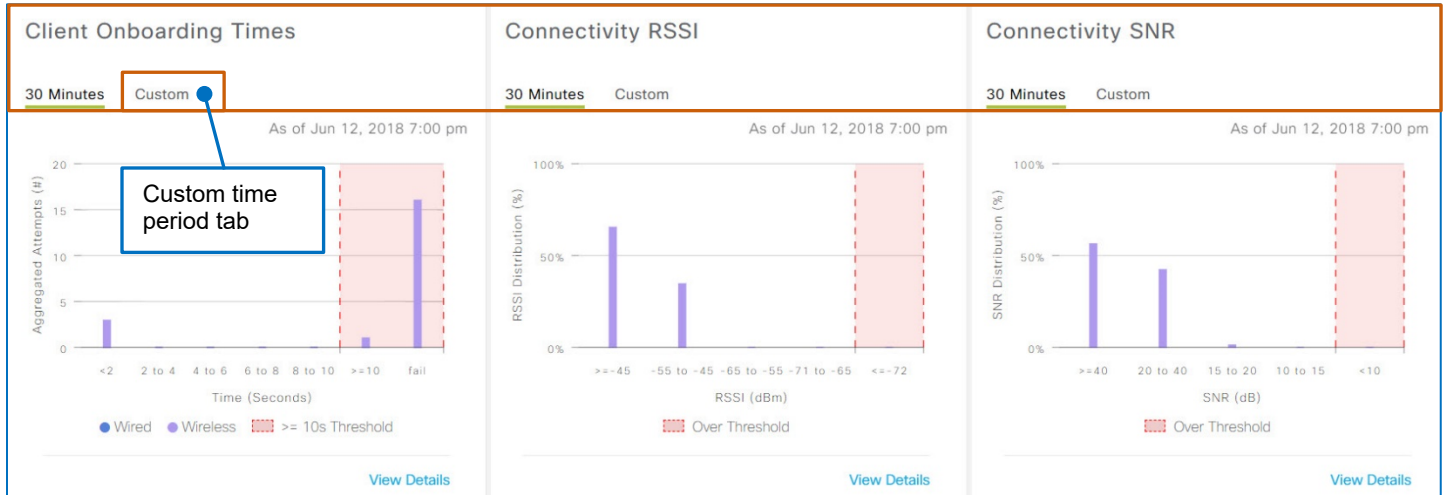 Client Onboarding Times
30 Minutes Custom
As of Jun 12, 2018 7:00 pm
Custom time
period tab
Aggregated Attempts (#)
20
15
10
5
0
<2 2 to 4 4 to 6 6 to 8 8 to 10 >=10 fail
Time (Seconds)
Wired Wireless >= 10s Threshold
View Details
Connectivity RSSI
30 Minutes Custom
As of Jun 12, 2018 7:00 pm
RSSI Distribution (%)
100%
50%
0%
>=-45 -55 to -45 -65 to -55 -71 to -65 <=-72
RSSI (dBm)
Over Threshold
View Details
Connectivity SNR
30 Minutes Custom
As of Jun 12, 2018 7:00 pm
SNR Distribution (%)
100%
50%
0%
>=40 20 to 40 15 to 20 10 to 15 <10
SNR (dB)
Over Threshold
View Details